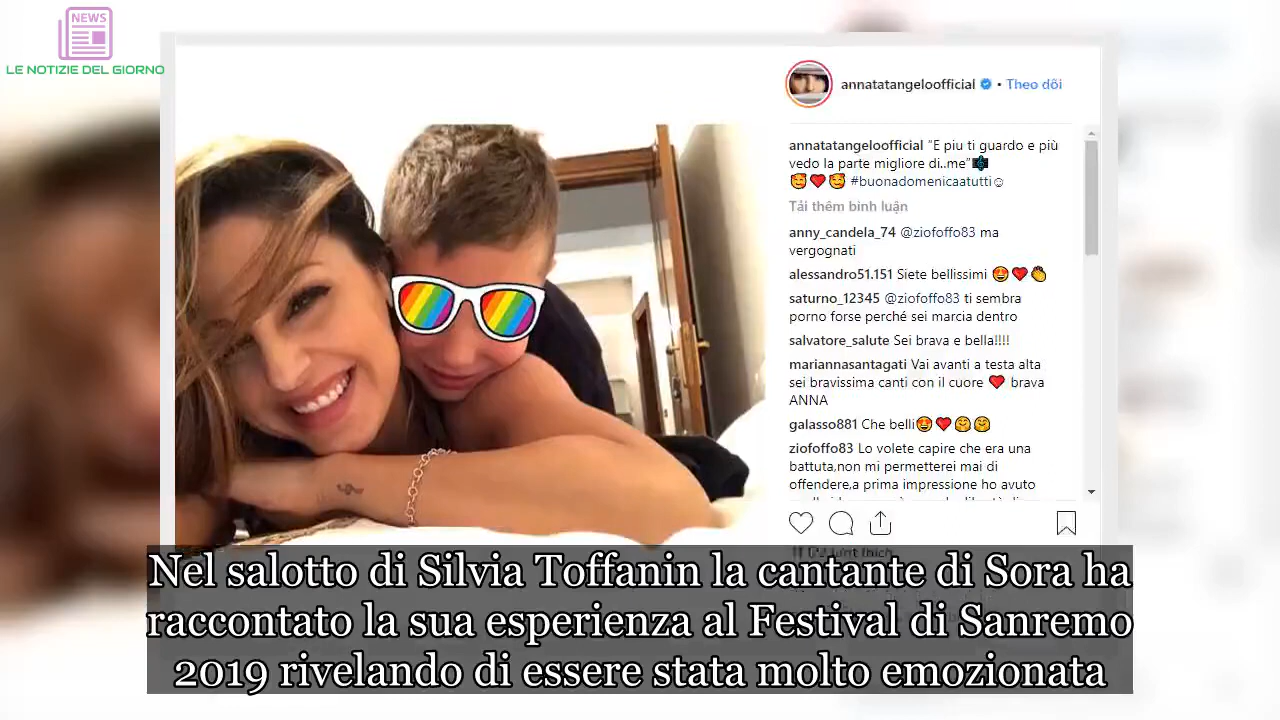 NEWS
LE NOTIZIE DEL GIORNO
annatatangeloofficial • Theo dõi
annatatangeloofficial "E piu ti guardo e più
vedo la parte migliore di..me"
#buonadomenicaatutti☺
Tải thêm bình luận
anny_candela_74 @ziofoffo83 ma
vergognati
alessandro51.151 Siete bellissimi 😍❤️👏
saturno_12345 @ziofoffo83 ti sembra
porno forse perché sei marcia dentro
salvatore_salute Sei brava e bella!!!!
mariannasantagati Vai avanti a testa alta
sei bravissima canti con il cuore ❤️ brava
ANNA
galasso881 Che belli😍❤️🤗🤗
ziofoffo83 Lo volete capire che era una
battuta,non mi permetterei mai di
offendere,a prima impressione ho avuto
Nel salotto di Silvia Toffanin la cantante di Sora ha
raccontato la sua esperienza al Festival di Sanremo
2019 rivelando di essere stata molto emozionata